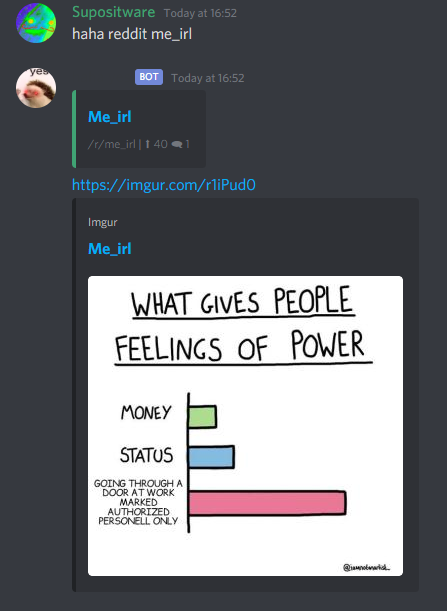 Supositware Today at 16:52
haha reddit me_irl
yes
BOT Today at 16:52
Me_irl
/r/me_irl | ⬆ 40 🗨 1
https://imgur.com/r1iPud0
Imgur
Me_irl
WHAT GIVES PEOPLE
FEELINGS OF POWER
MONEY
STATUS
GOING THROUGH A
DOOR AT WORK
MARKED
AUTHORIZED
PERSONELL ONLY